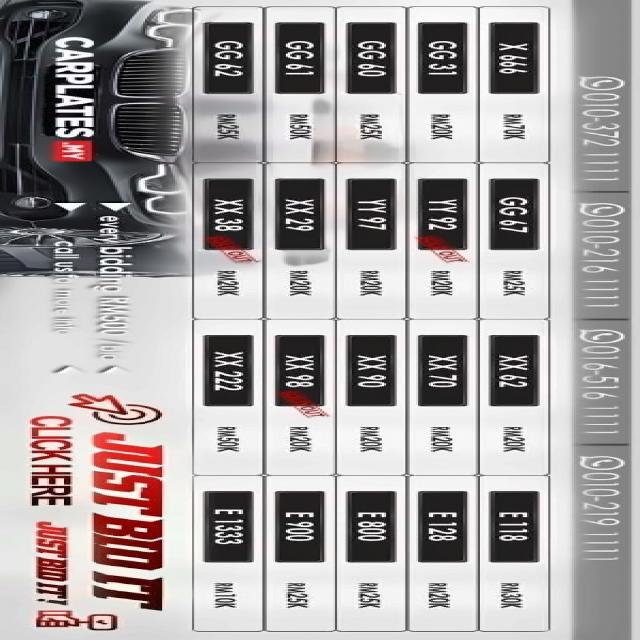 010-372 1111 010-216 1111 016-516 1111 010-219 1111
X 666 RM70K GG 67 RM25K XX 62 RM20K E 118 RM30K
GG 31 RM20K YY 92 RM20K XX 70 RM20K E 128 RM25K
GG 60 RM25K YY 97 RM20K XX 90 RM20K E 800 RM25K
GG 61 RM50K XX 29 RM20K XX 98 RM20K E 900 RM25K
GG 62 RM25K XX 38 RM20K XX 222 RM50K E 1333 RM10K
CARPLATES.MY
every bidding RM500
call us
JUST BID IT
CLICK HERE JUST BID IT!